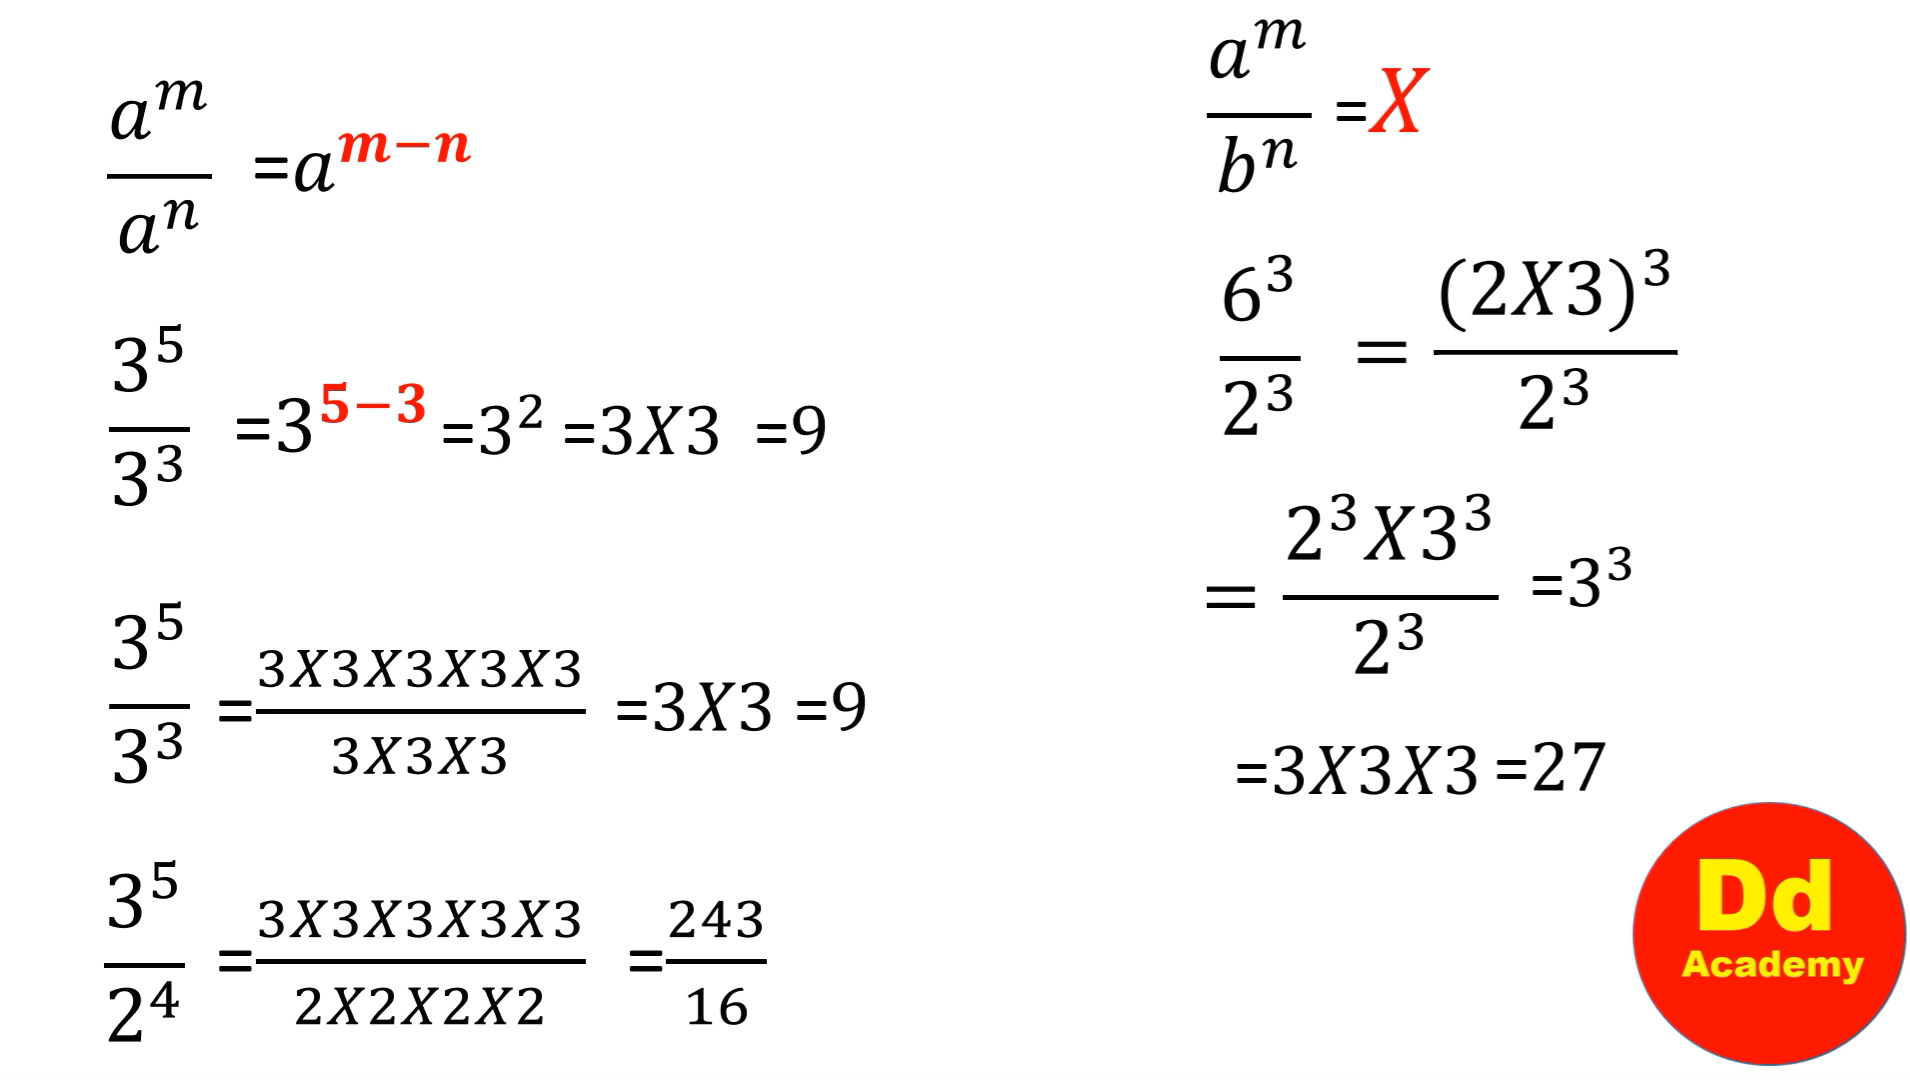 a^m / a^n = a^{m−n}
3^5 / 3^3 = 3^{5−3} = 3^2 = 3X3 = 9
3^5 / 3^3 = 3X3X3X3X3 / 3X3X3 = 3X3 = 9
3^5 / 2^4 = 3X3X3X3X3 / 2X2X2X2 = 243 / 16
a^m / b^n = X
6^3 / 2^3 = (2X3)^3 / 2^3
= 2^3X3^3 / 2^3 = 3^3
= 3X3X3 = 27
Dd
Academy